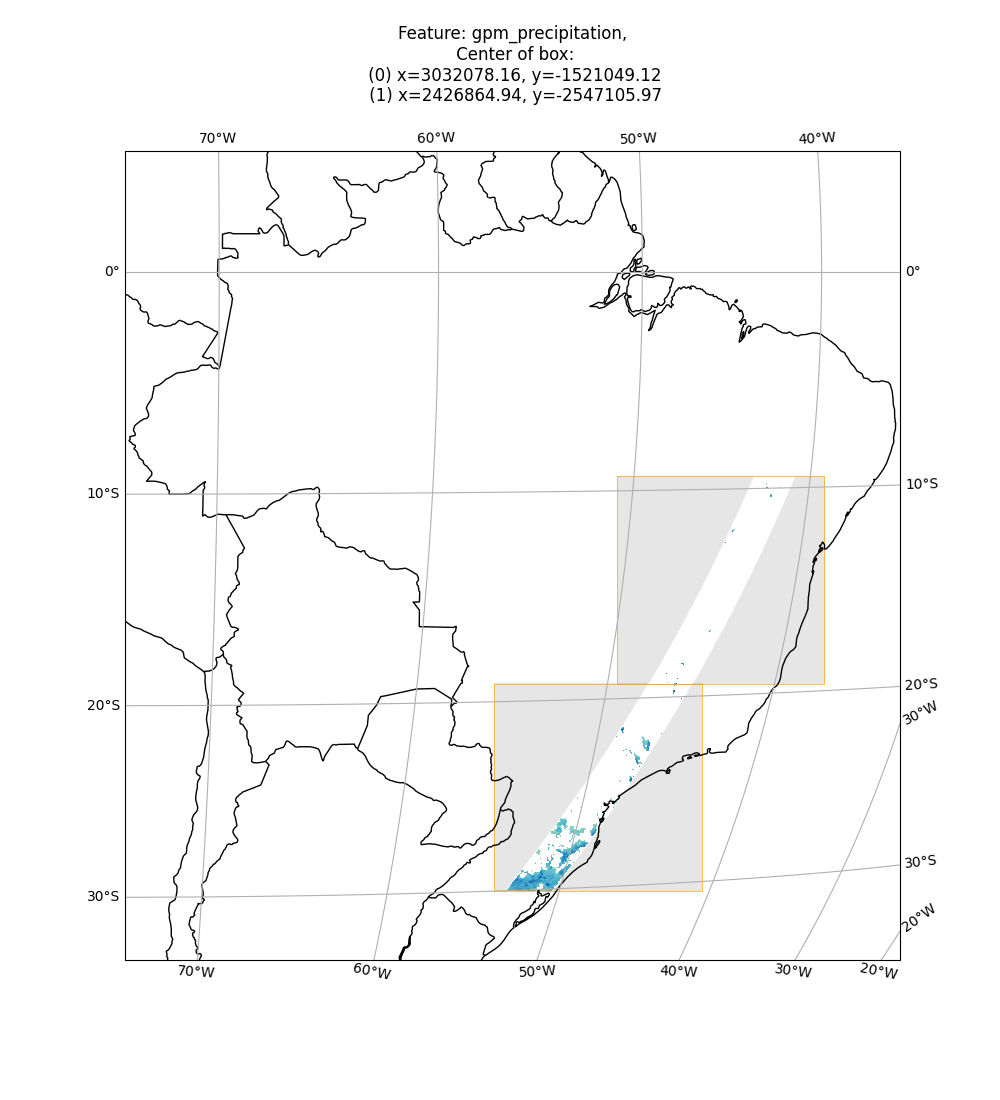 Feature: gpm_precipitation,
Center of box:
(0) x=3032078.16, y=-1521049.12
(1) x=2426864.94, y=-2547105.97
70°W 60°W 50°W 40°W
0° 0°
10°S 10°S
20°S 20°S
30°W
30°S 30°S
20°W
70°W 60°W 50°W 40°W 30°W 20°W